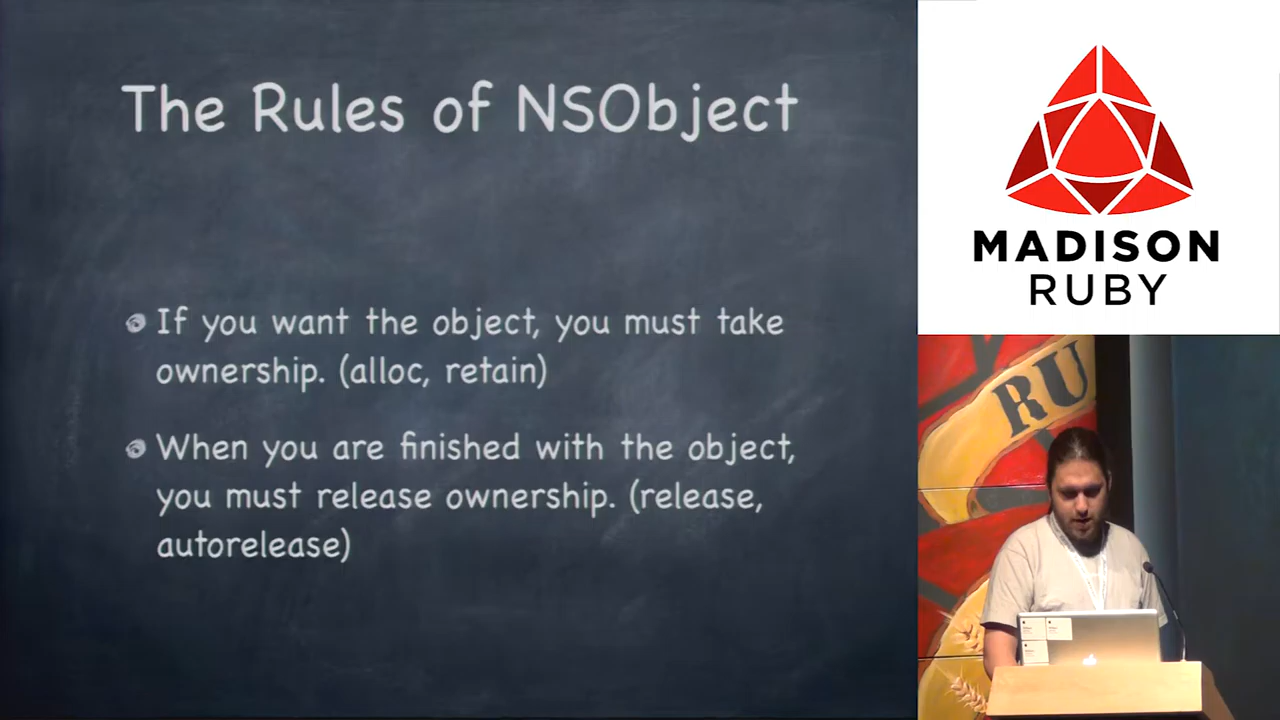 The Rules of NSObject
If you want the object, you must take
ownership. (alloc, retain)
When you are finished with the object,
you must release ownership. (release,
autorelease)
MADISON
RUBY
RU